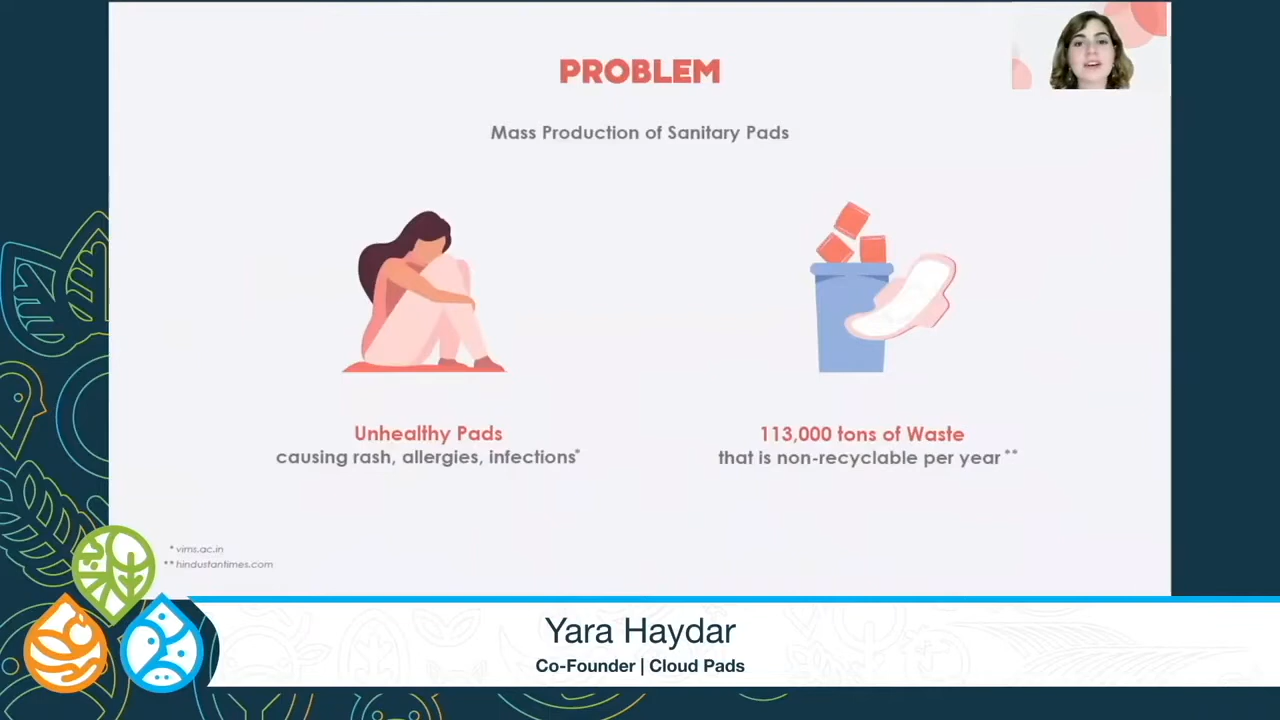 PROBLEM
Mass Production of Sanitary Pads
Unhealthy Pads
causing rash, allergies, infections*
113,000 tons of Waste
that is non-recyclable per year**
* vims.ac.in
** hindustantimes.com
Yara Haydar
Co-Founder | Cloud Pads